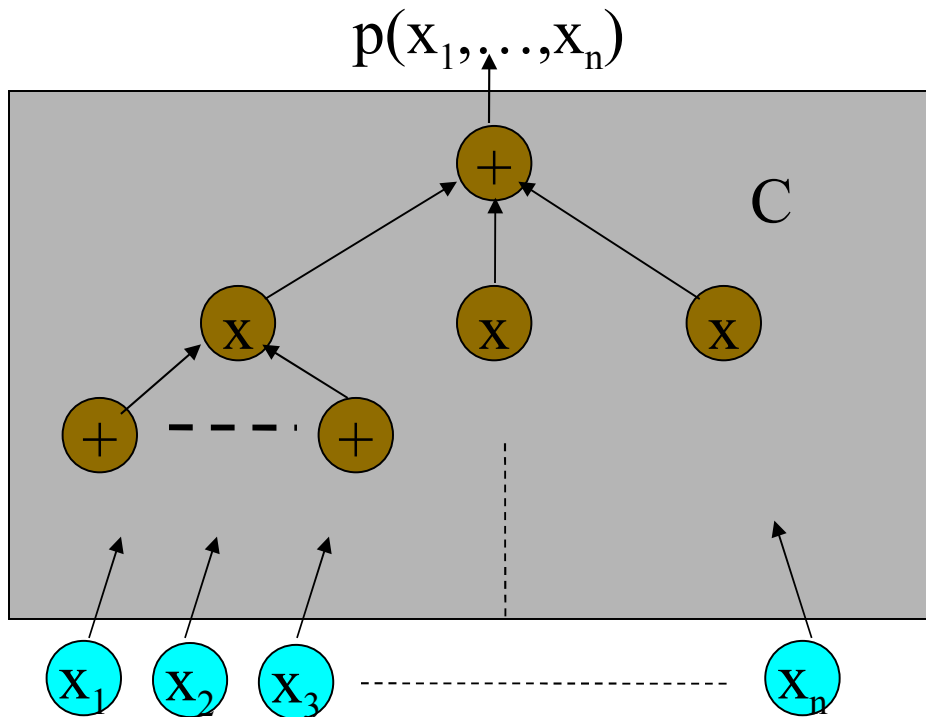 p(x₁,…,xₙ)
+
C
x x x
+ +
x₁ x₂ x₃ xₙ